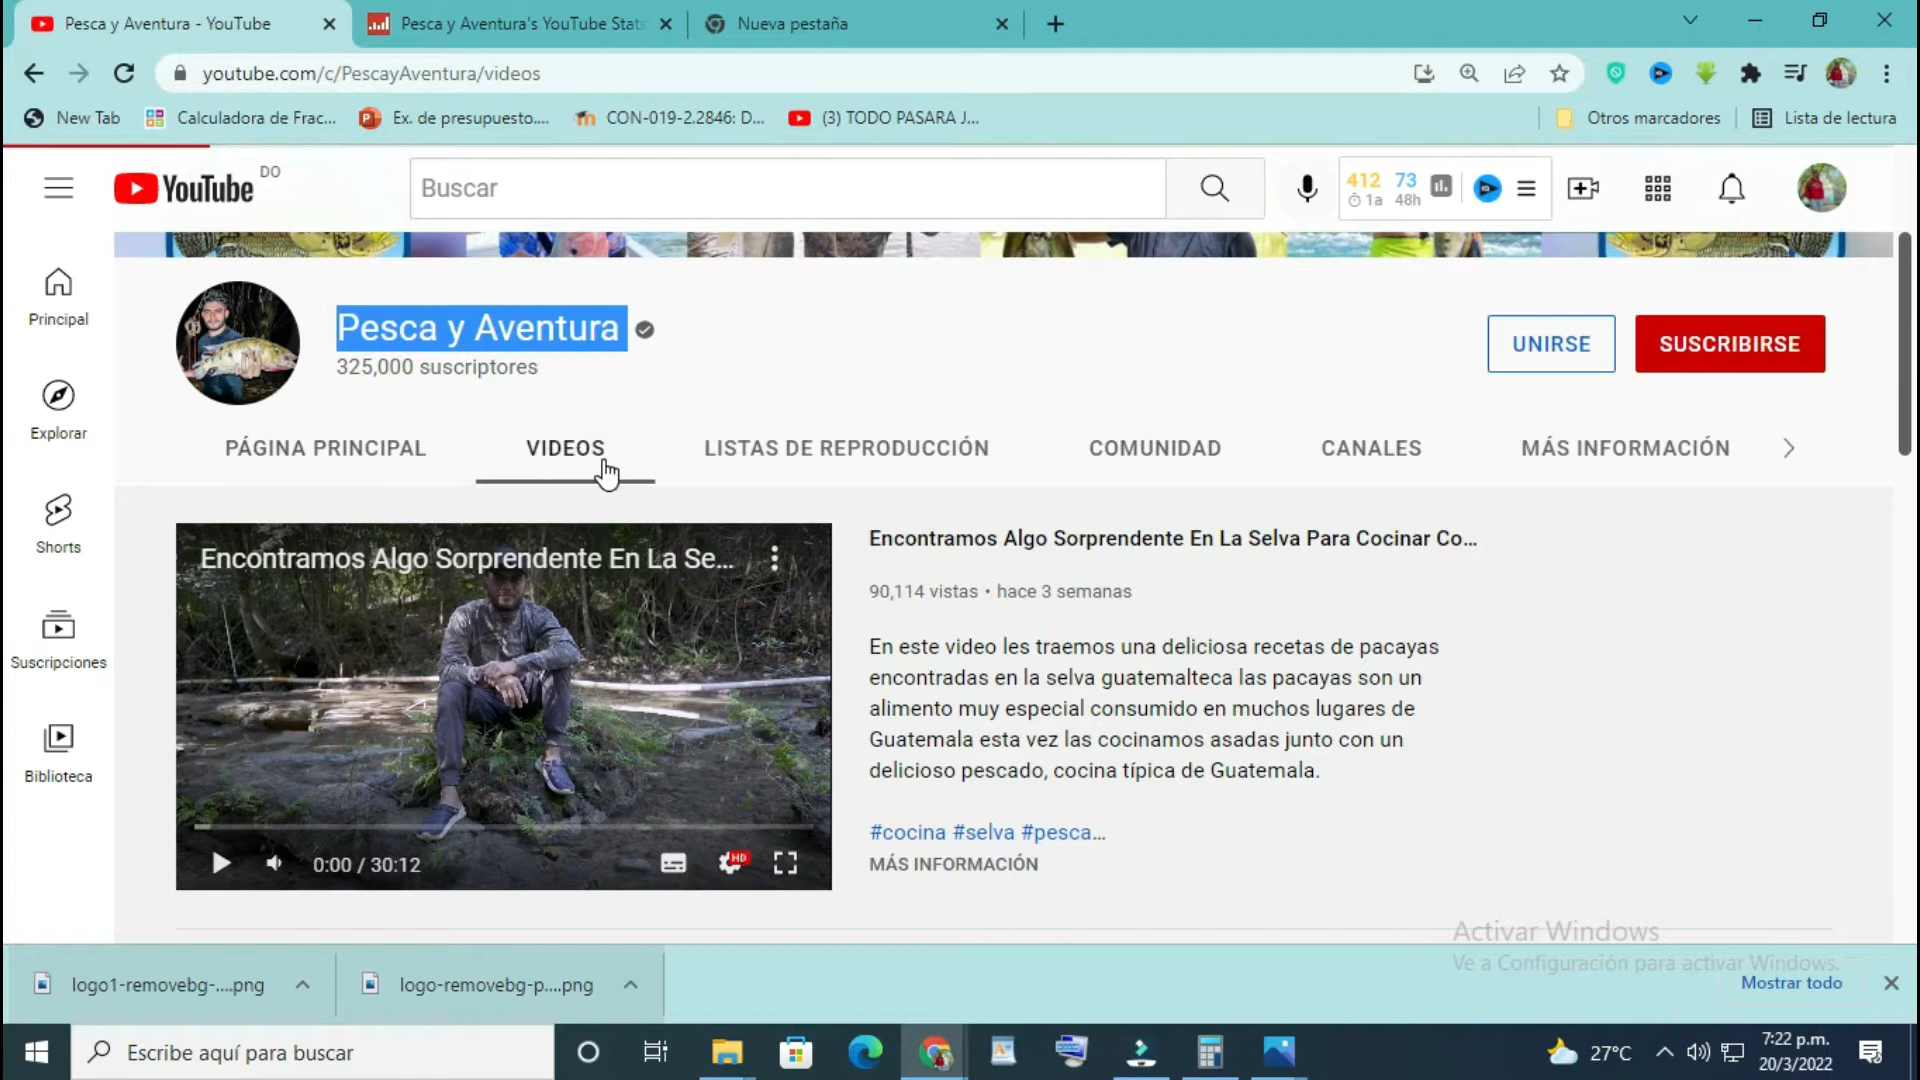 Pesca y Aventura - YouTube
Pesca y Aventura's YouTube Stats
Nueva pestaña
youtube.com/c/PescayAventura/videos
New Tab
Calculadora de Frac...
Ex. de presupuesto....
CON-019-2.2846: D...
(3) TODO PASARA J...
Otros marcadores
Lista de lectura
YouTube DO
Buscar
412 73
1a 48h
Principal
Explorar
Shorts
Suscripciones
Biblioteca
Pesca y Aventura
325,000 suscriptores
UNIRSE
SUSCRIBIRSE
PÁGINA PRINCIPAL
VIDEOS
LISTAS DE REPRODUCCIÓN
COMUNIDAD
CANALES
MÁS INFORMACIÓN
Encontramos Algo Sorprendente En La Se...
0:00 / 30:12
HD
Encontramos Algo Sorprendente En La Selva Para Cocinar Co...
90,114 vistas • hace 3 semanas
En este video les traemos una deliciosa recetas de pacayas
encontradas en la selva guatemalteca las pacayas son un
alimento muy especial consumido en muchos lugares de
Guatemala esta vez las cocinamos asadas junto con un
delicioso pescado, cocina típica de Guatemala.
#cocina #selva #pesca...
MÁS INFORMACIÓN
Activar Windows
Ve a Configuración para activar Windows.
logo1-removebg-....png
logo-removebg-p....png
Mostrar todo
Escribe aquí para buscar
27°C
7:22 p.m.
20/3/2022